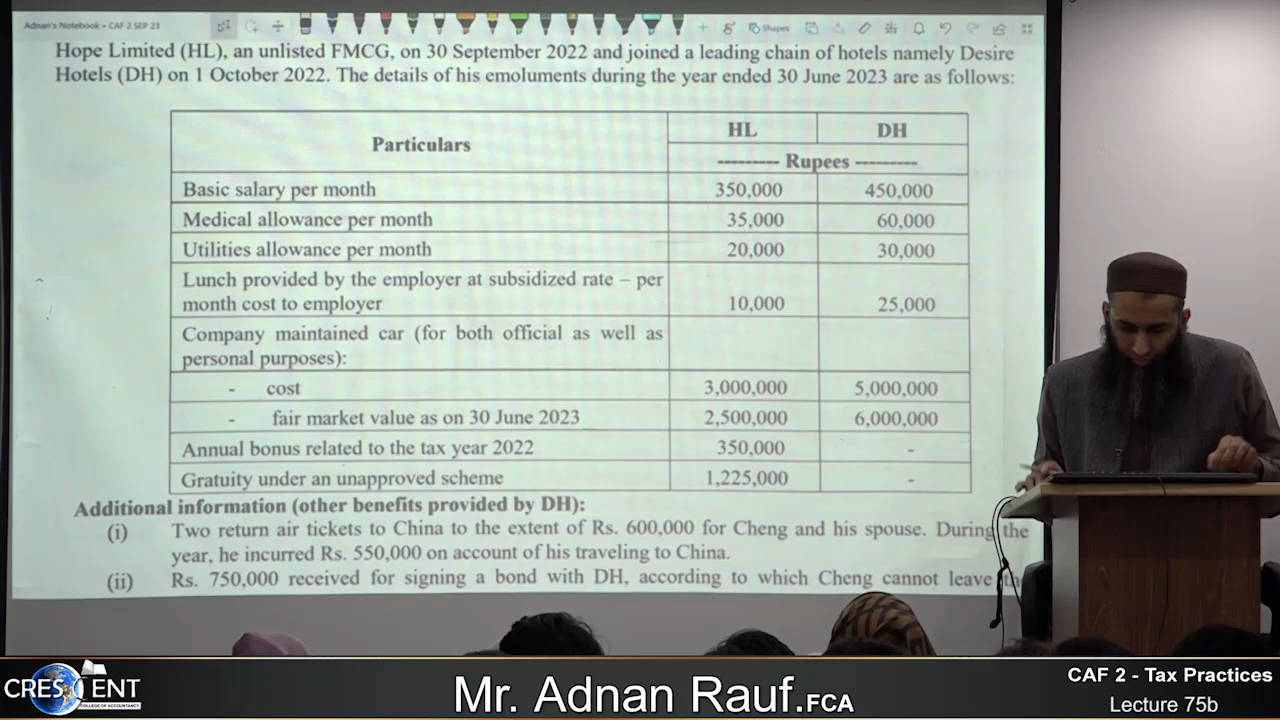 Adnan's Notebook - CAF 2 SEP 23
Shapes
Hope Limited (HL), an unlisted FMCG, on 30 September 2022 and joined a leading chain of hotels namely Desire
Hotels (DH) on 1 October 2022. The details of his emoluments during the year ended 30 June 2023 are as follows:
Particulars HL DH
--------- Rupees ---------
Basic salary per month 350,000 450,000
Medical allowance per month 35,000 60,000
Utilities allowance per month 20,000 30,000
Lunch provided by the employer at subsidized rate – per
month cost to employer 10,000 25,000
Company maintained car (for both official as well as
personal purposes):
- cost 3,000,000 5,000,000
- fair market value as on 30 June 2023 2,500,000 6,000,000
Annual bonus related to the tax year 2022 350,000 -
Gratuity under an unapproved scheme 1,225,000 -
Additional information (other benefits provided by DH):
(i) Two return air tickets to China to the extent of Rs. 600,000 for Cheng and his spouse. During the
year, he incurred Rs. 550,000 on account of his traveling to China.
(ii) Rs. 750,000 received for signing a bond with DH, according to which Cheng cannot leave
CRESCENT
COLLEGE OF ACCOUNTANCY
Mr. Adnan Rauf.FCA
CAF 2 - Tax Practices
Lecture 75b